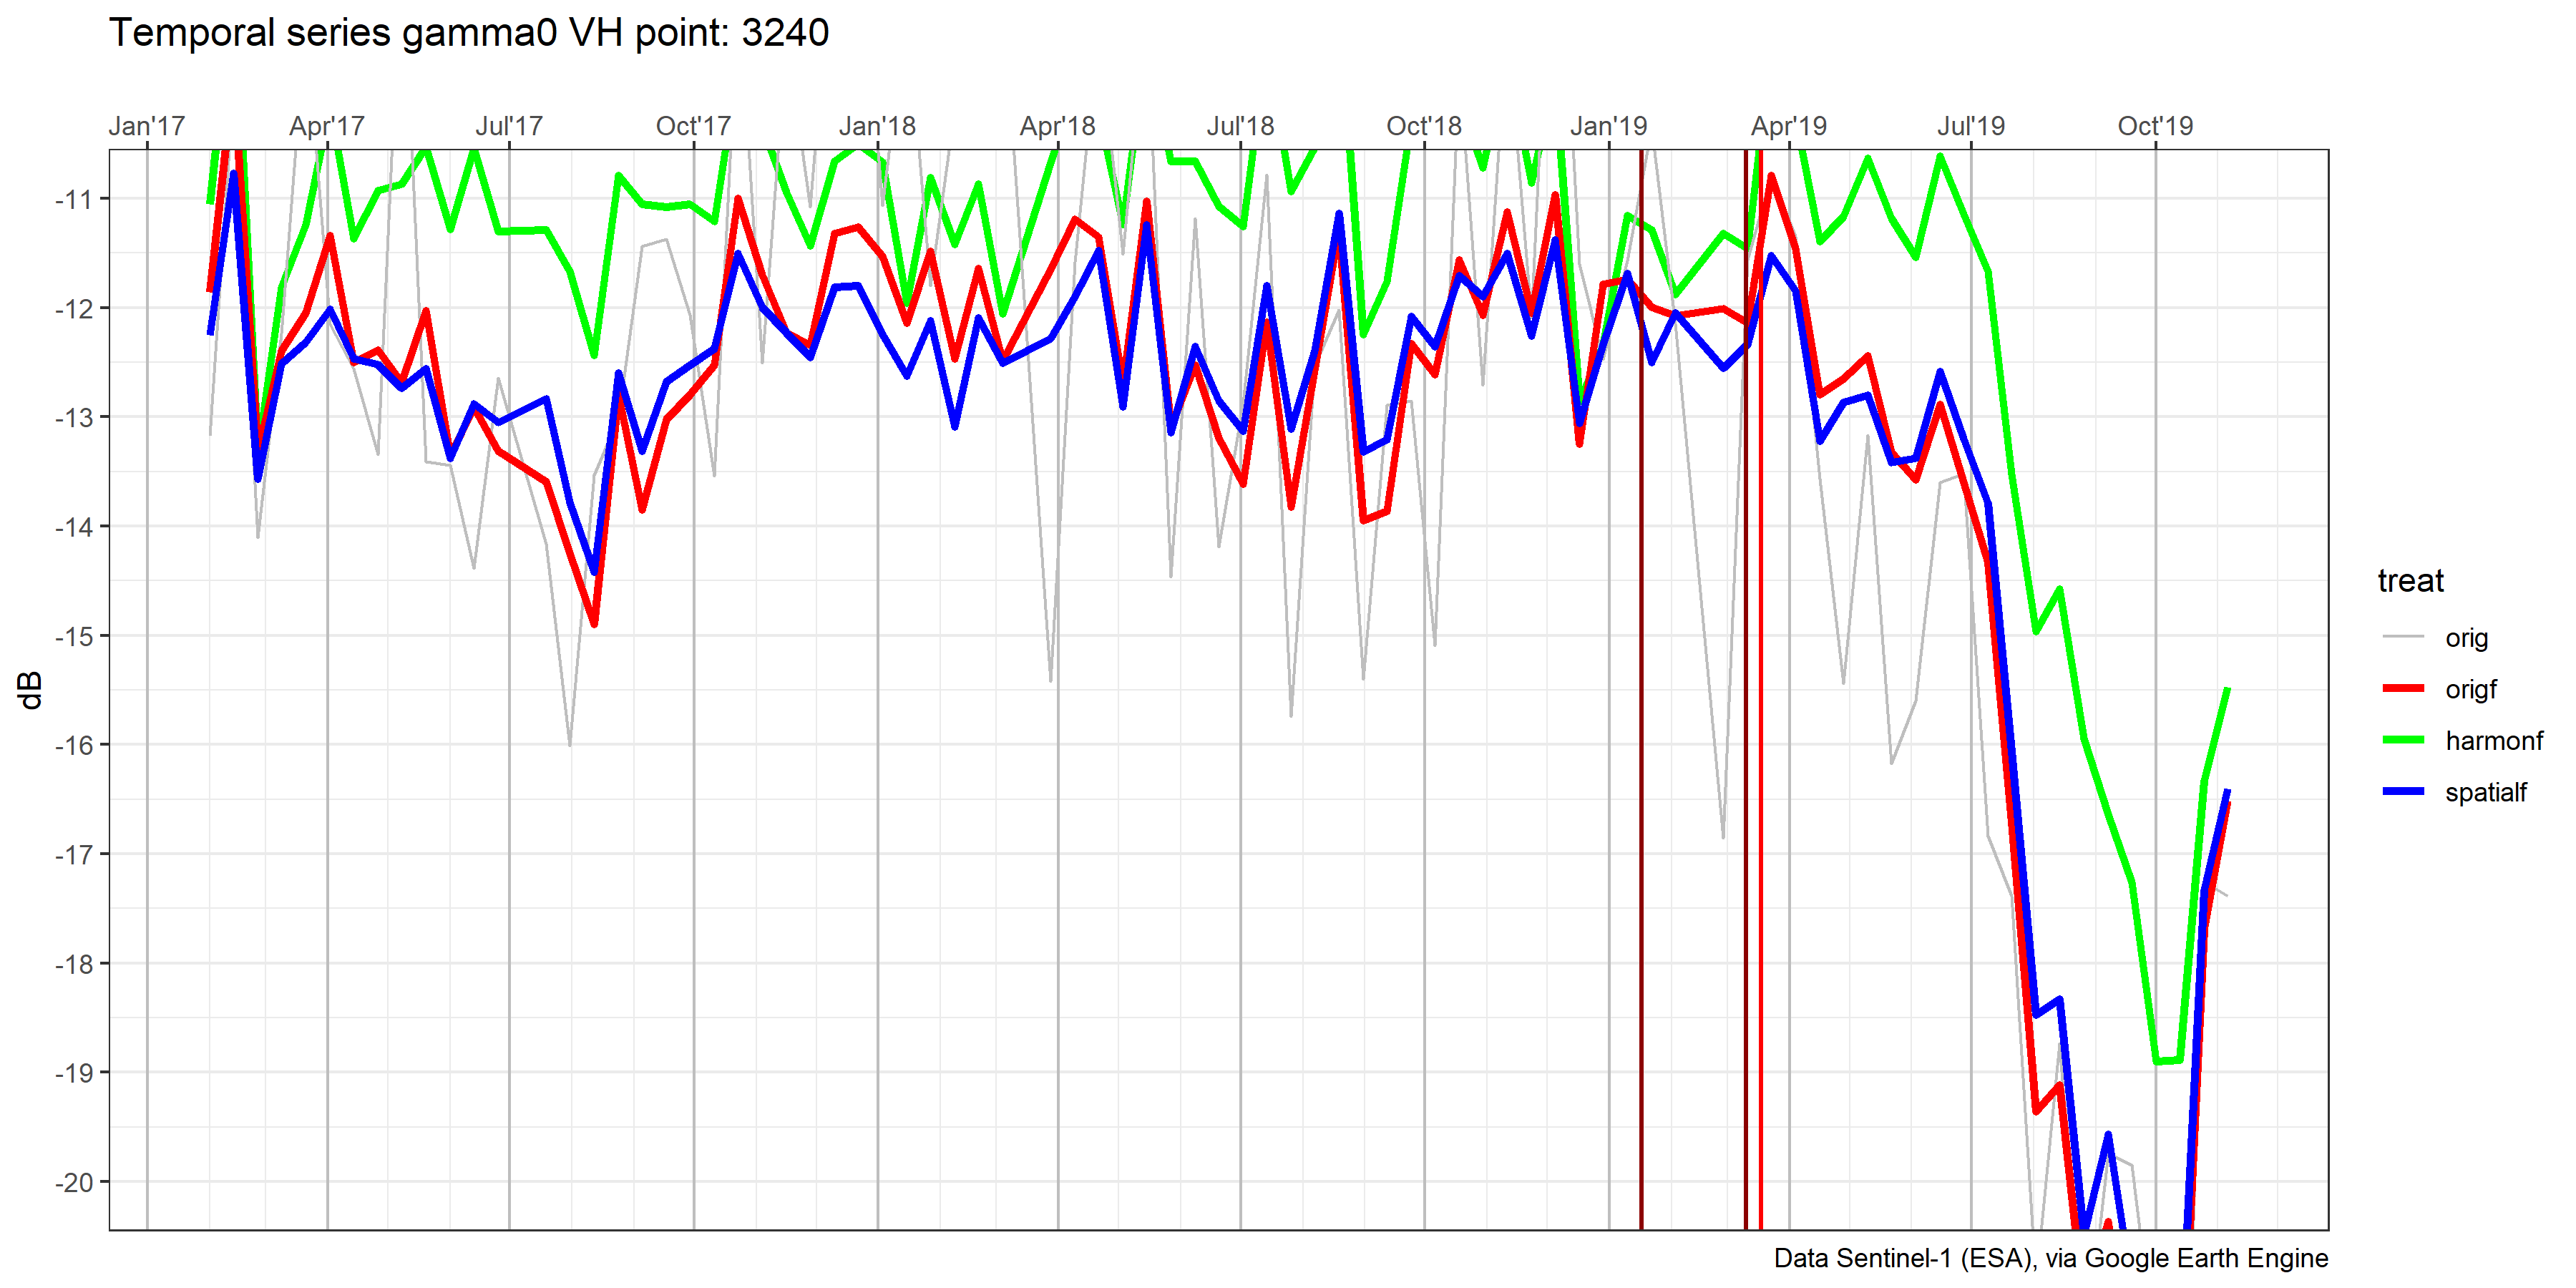 Temporal series gamma0 VH point: 3240
Jan'17 Apr'17 Jul'17 Oct'17 Jan'18 Apr'18 Jul'18 Oct'18 Jan'19 Apr'19 Jul'19 Oct'19
-11
-12
-13
-14
-15
-16
-17
-18
-19
-20
dB
treat
orig
origf
harmonf
spatialf
Data Sentinel-1 (ESA), via Google Earth Engine